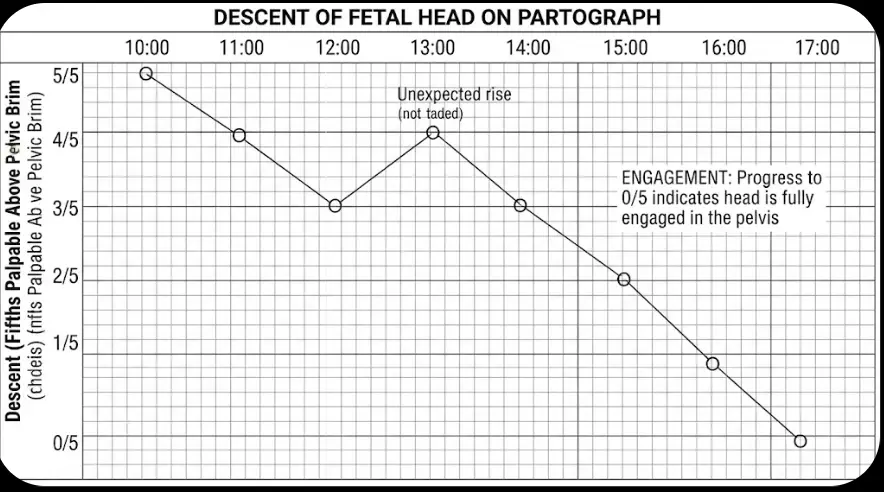 DESCENT OF FETAL HEAD ON PARTOGRAPH
10:00 11:00 12:00 13:00 14:00 15:00 16:00 17:00
Descent (Fifths Palpable Above Pelvic Brim)
(chdeis) (nfls Palpable Ab ve Pelvic Brim)
5/5
4/5
3/5
2/5
1/5
0/5
Unexpected rise
(not taded)
ENGAGEMENT: Progress to
0/5 indicates head is fully
engaged in the pelvis